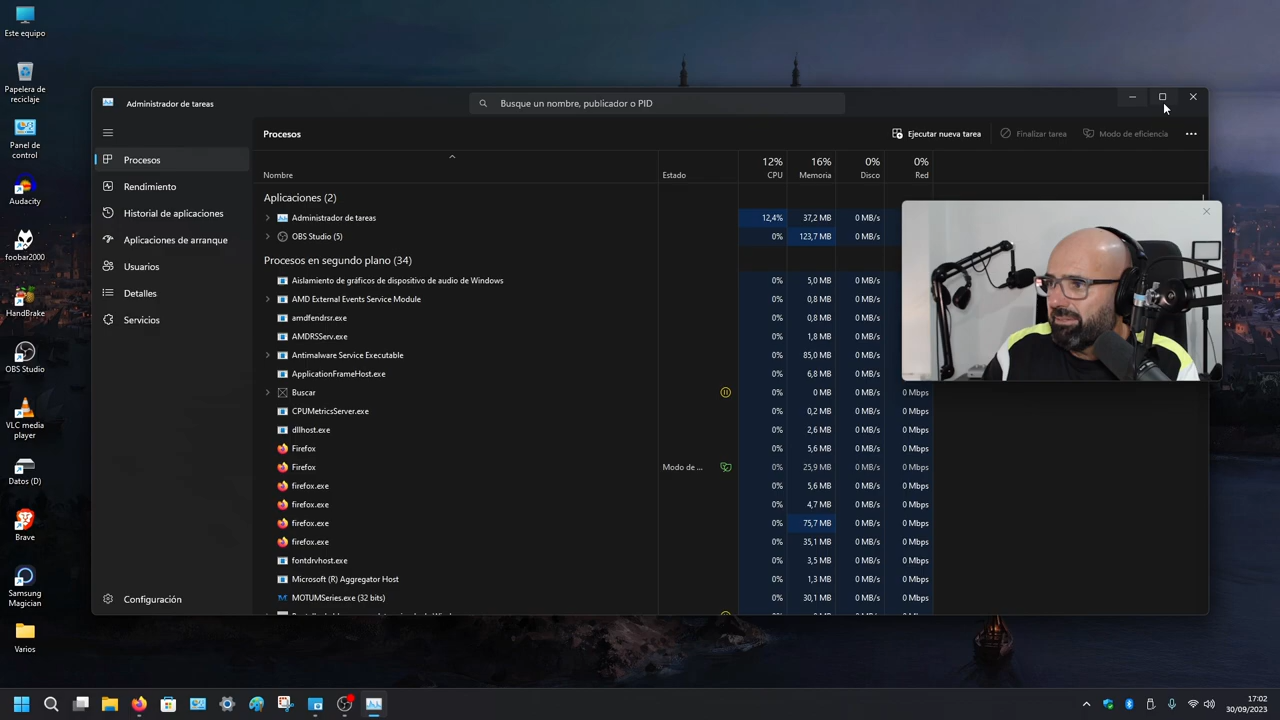 Este equipo
Papelera de
reciclaje
Panel de
control
Audacity
foobar2000
HandBrake
OBS Studio
VLC media
player
Datos (D)
Brave
Samsung
Magician
Varios
Administrador de tareas
Busque un nombre, publicador o PID
Procesos
Rendimiento
Historial de aplicaciones
Aplicaciones de arranque
Usuarios
Detalles
Servicios
Configuración
Procesos
Ejecutar nueva tarea
Finalizar tarea
Modo de eficiencia
12% 16% 0% 0%
Nombre Estado CPU Memoria Disco Red
Aplicaciones (2)
Administrador de tareas 12,4% 37,2 MB 0 MB/s
OBS Studio (5) 0% 123,7 MB 0 MB/s
Procesos en segundo plano (34)
Aislamiento de gráficos de dispositivo de audio de Windows 0% 5,0 MB 0 MB/s
AMD External Events Service Module 0% 0,8 MB 0 MB/s
amdfendrsr.exe 0% 0,8 MB 0 MB/s
AMDRSServ.exe 0% 1,8 MB 0 MB/s
Antimalware Service Executable 0% 85,0 MB 0 MB/s
ApplicationFrameHost.exe 0% 6,8 MB 0 MB/s
Buscar 0% 0 MB 0 MB/s 0 Mbps
CPUMetricsServer.exe 0% 0,2 MB 0 MB/s 0 Mbps
dllhost.exe 0% 2,6 MB 0 MB/s 0 Mbps
Firefox 0% 5,6 MB 0 MB/s 0 Mbps
Firefox Modo de ... 0% 25,9 MB 0 MB/s 0 Mbps
firefox.exe 0% 5,6 MB 0 MB/s 0 Mbps
firefox.exe 0% 4,7 MB 0 MB/s 0 Mbps
firefox.exe 0% 75,7 MB 0 MB/s 0 Mbps
firefox.exe 0% 35,1 MB 0 MB/s 0 Mbps
fontdrvhost.exe 0% 3,5 MB 0 MB/s 0 Mbps
Microsoft (R) Aggregator Host 0% 1,3 MB 0 MB/s 0 Mbps
MOTUMSeries.exe (32 bits) 0% 30,1 MB 0 MB/s 0 Mbps
17:02
30/09/2023